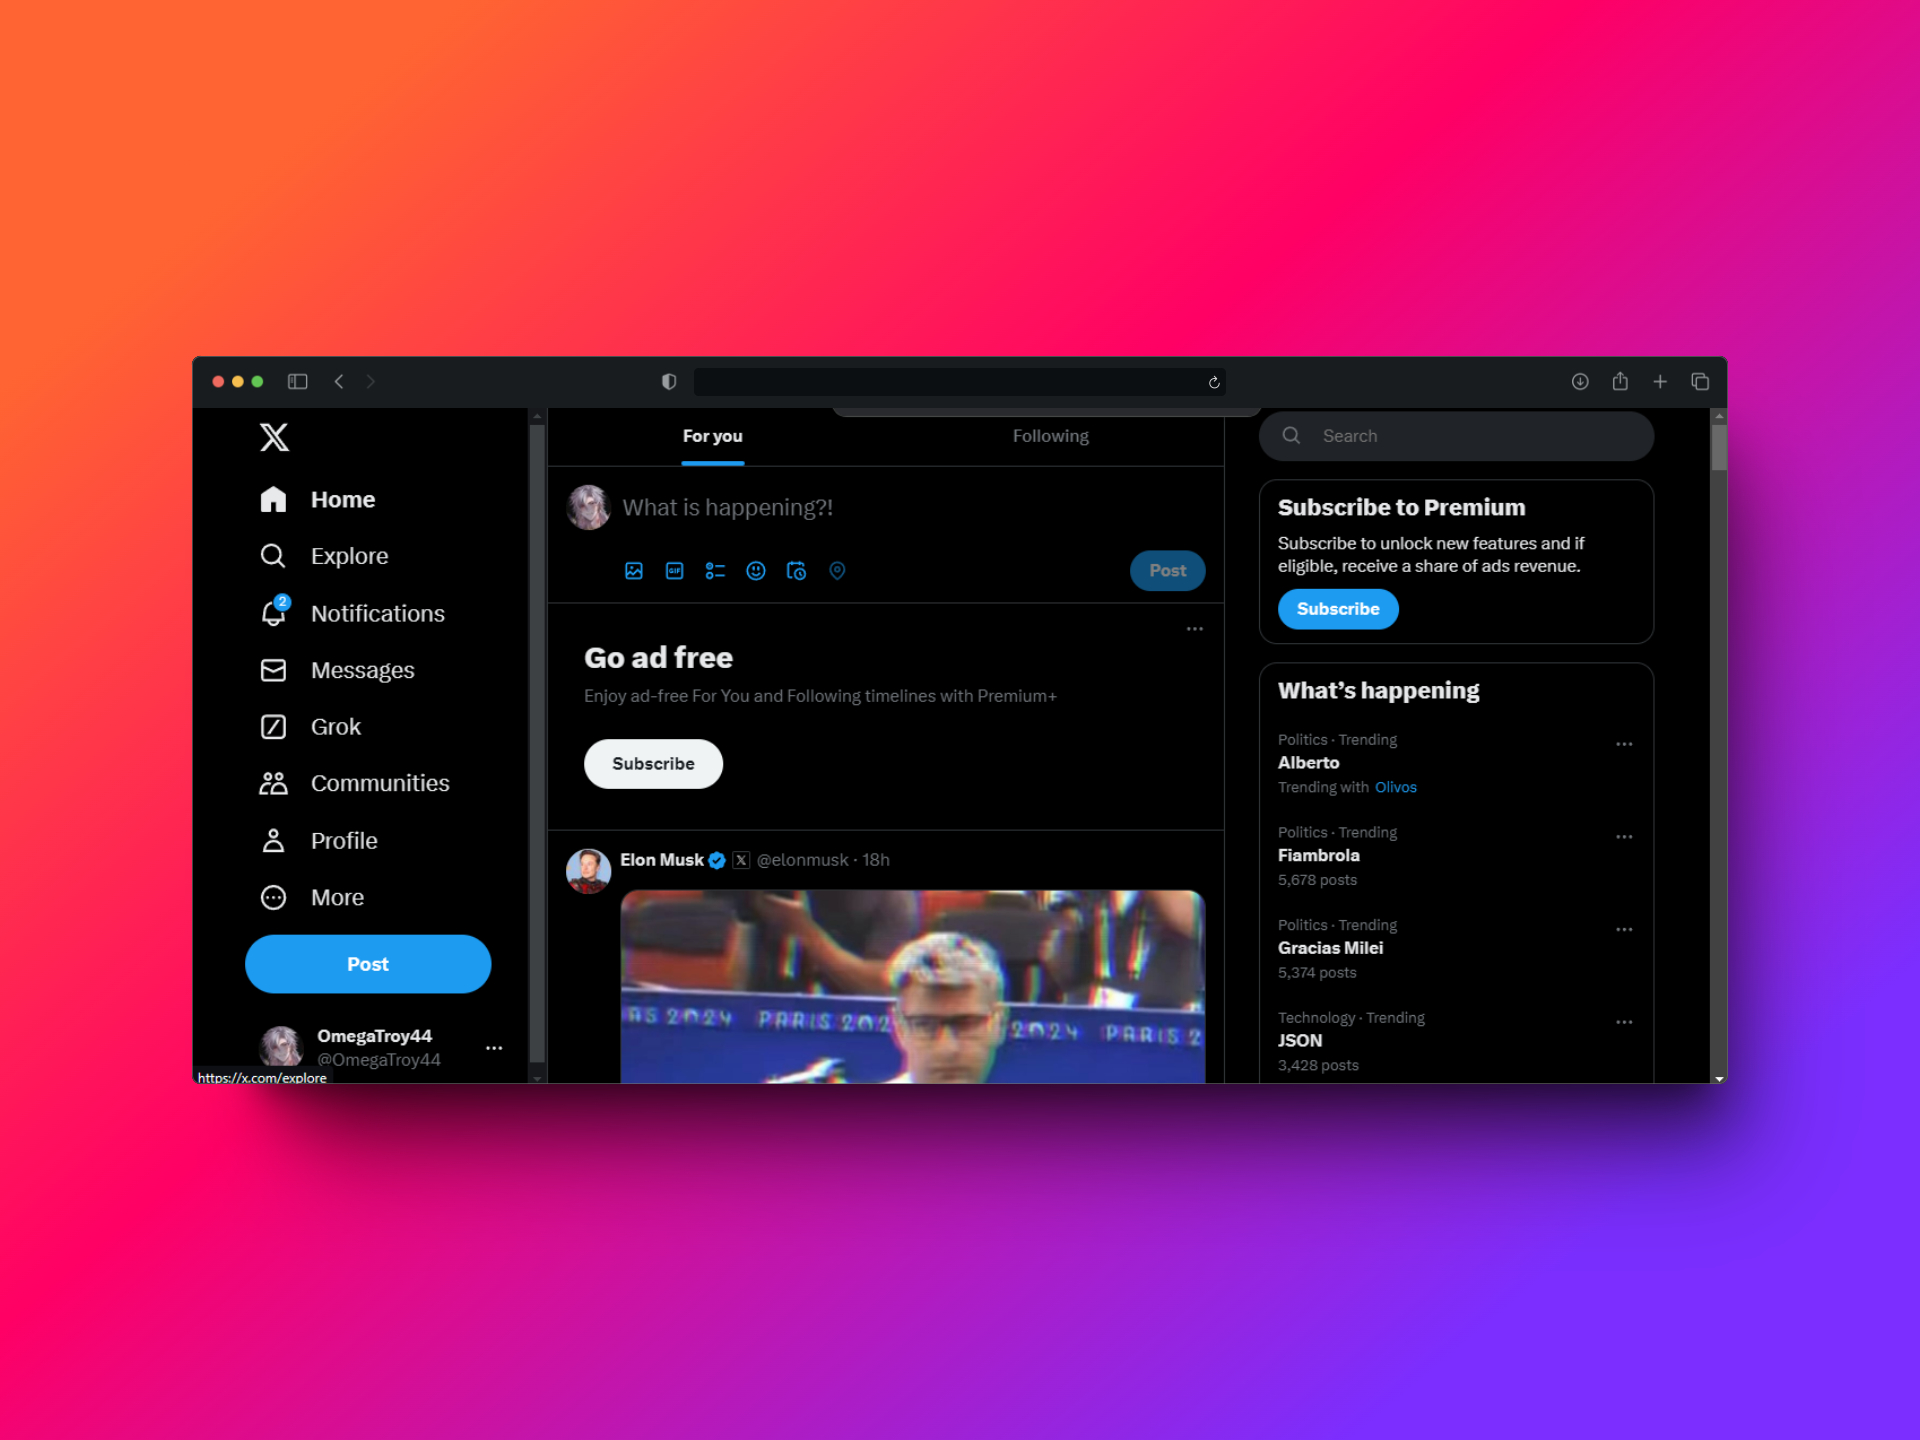 Home
Explore
2
Notifications
Messages
Grok
Communities
Profile
More
Post
OmegaTroy44
@OmegaTroy44
https://x.com/explore
For you
Following
What is happening?!
GIF
Post
Go ad free
Enjoy ad-free For You and Following timelines with Premium+
Subscribe
Elon Musk @elonmusk · 18h
2024 PARIS 202
2024 PARIS 2
Search
Subscribe to Premium
Subscribe to unlock new features and if
eligible, receive a share of ads revenue.
Subscribe
What's happening
Politics · Trending
Alberto
Trending with Olivos
Politics · Trending
Fiambrola
5,678 posts
Politics · Trending
Gracias Milei
5,374 posts
Technology · Trending
JSON
3,428 posts